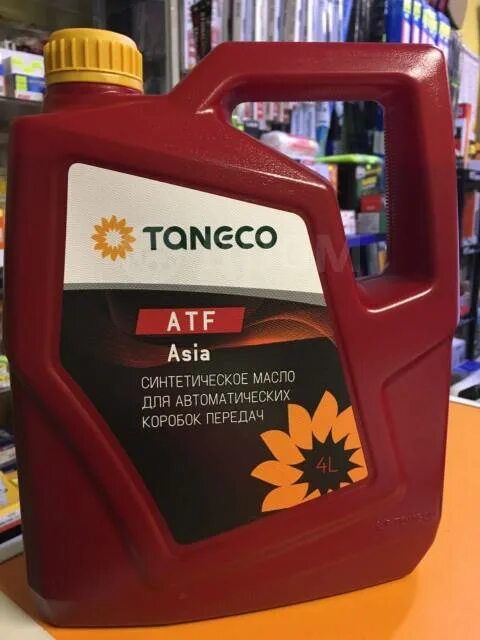 TANECO
ATF
Asia
СИНТЕТИЧЕСКОЕ МАСЛО
ДЛЯ АВТОМАТИЧЕСКИХ
КОРОБОК ПЕРЕДАЧ
4L